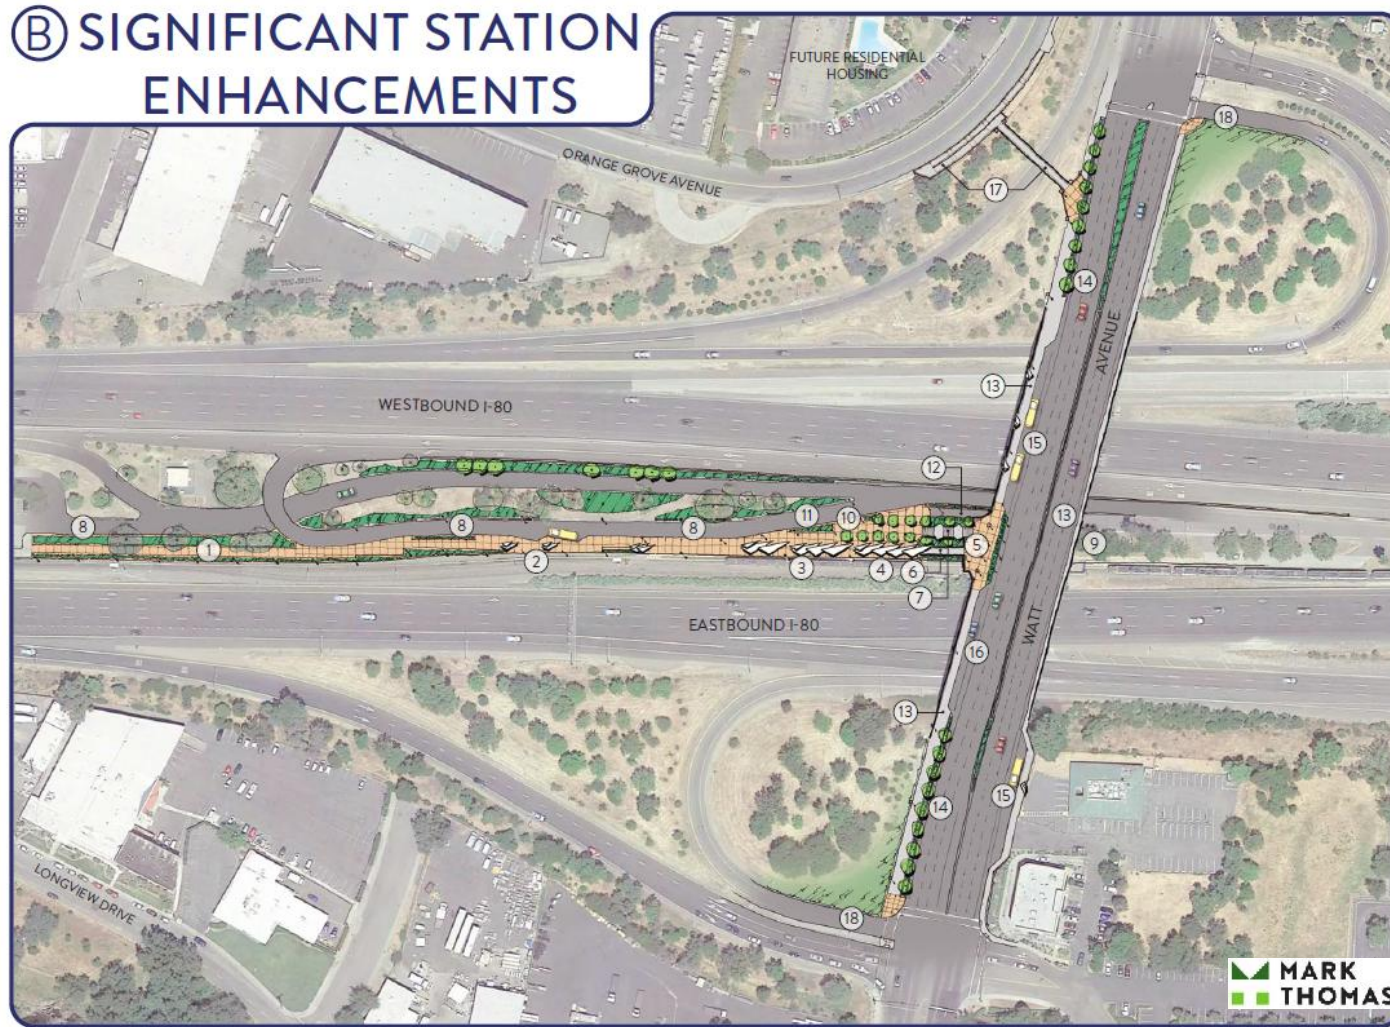 B SIGNIFICANT STATION
ENHANCEMENTS
FUTURE RESIDENTIAL
HOUSING
18
ORANGE GROVE AVENUE
17
14
AVENUE
13
WESTBOUND I-80
15
12
8
8
8
11
10
13
1
2
3
4
6
5
9
7
EASTBOUND I-80
WATT
16
13
15
14
LONGVIEW DRIVE
18
MARK
THOMAS